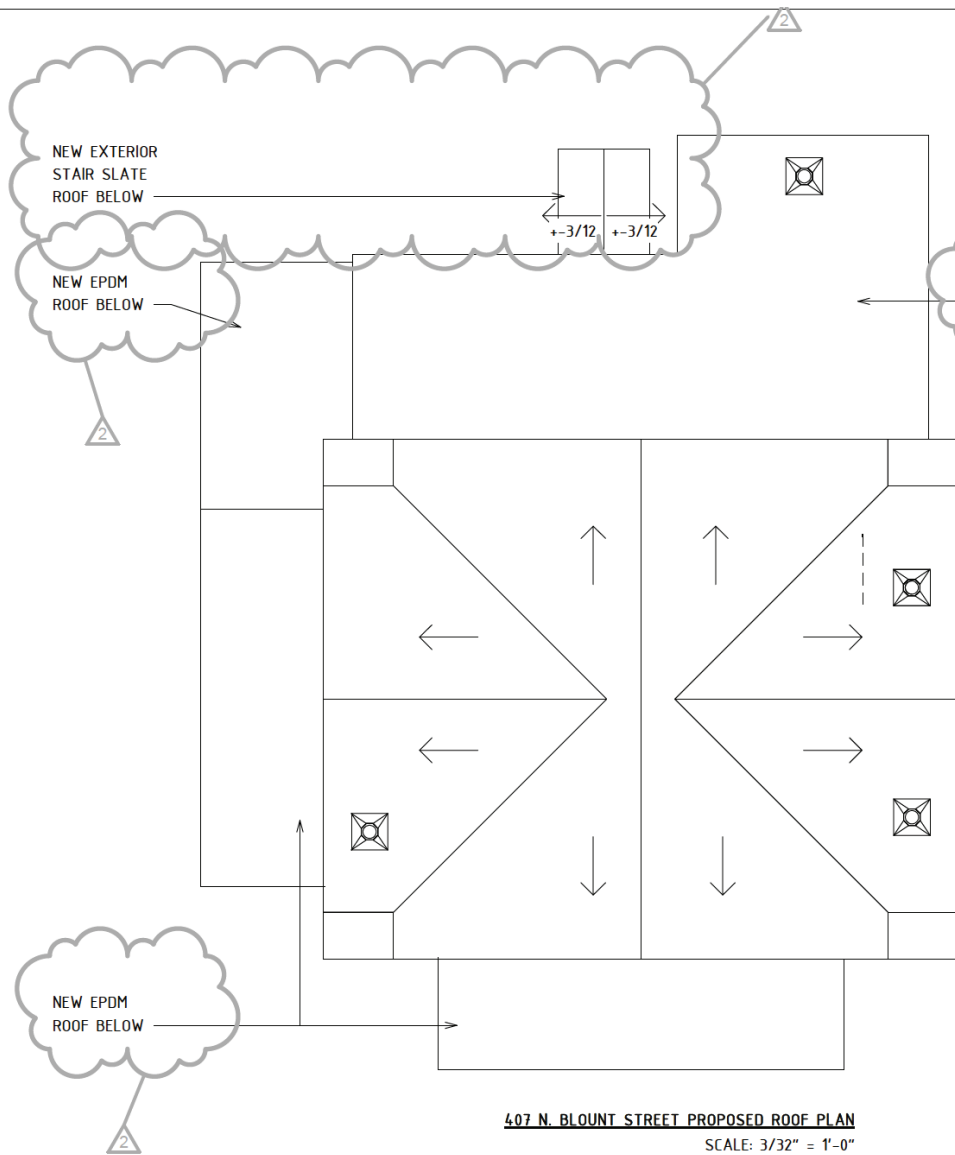 2
NEW EXTERIOR
STAIR SLATE
ROOF BELOW
+-3/12 +-3/12
NEW EPDM
ROOF BELOW
2
NEW EPDM
ROOF BELOW
2
407 N. BLOUNT STREET PROPOSED ROOF PLAN
SCALE: 3/32" = 1'-0"